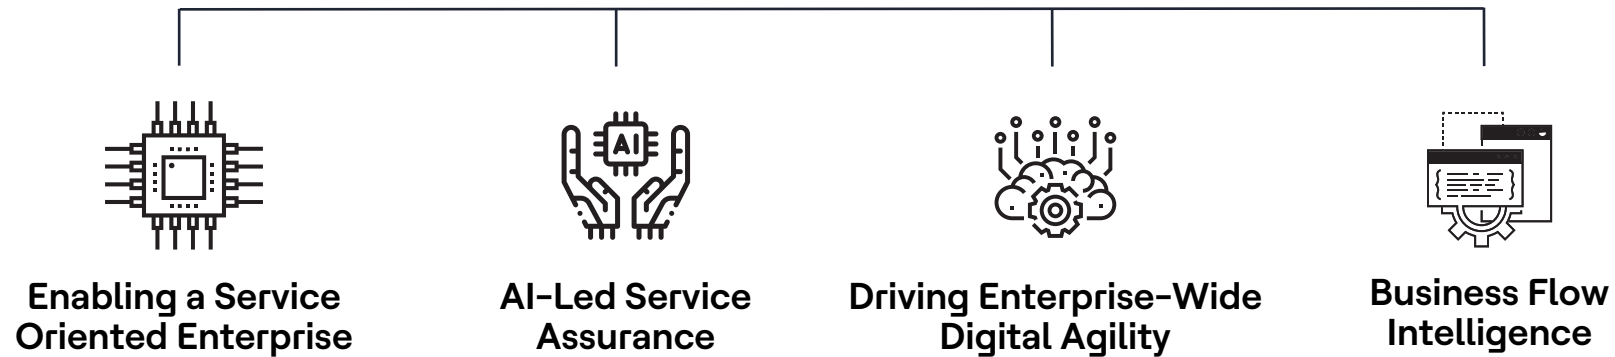 AI
Enabling a Service
Oriented Enterprise
AI-Led Service
Assurance
Driving Enterprise-Wide
Digital Agility
Business Flow
Intelligence